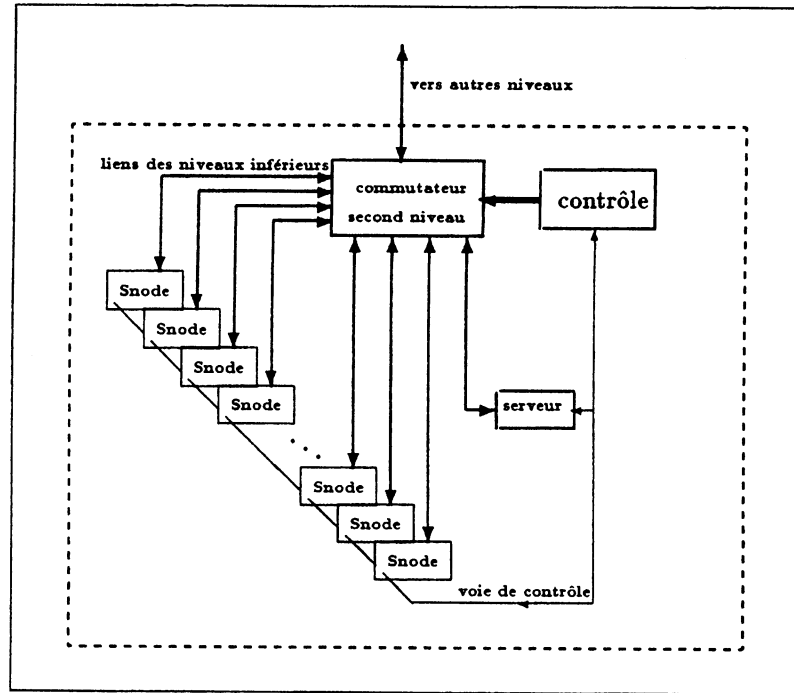 vers autres niveaux
liens des niveaux inférieurs
commutateur
second niveau
contrôle
Snode
Snode
Snode
Snode
serveur
Snode
Snode
Snode
voie de contrôle